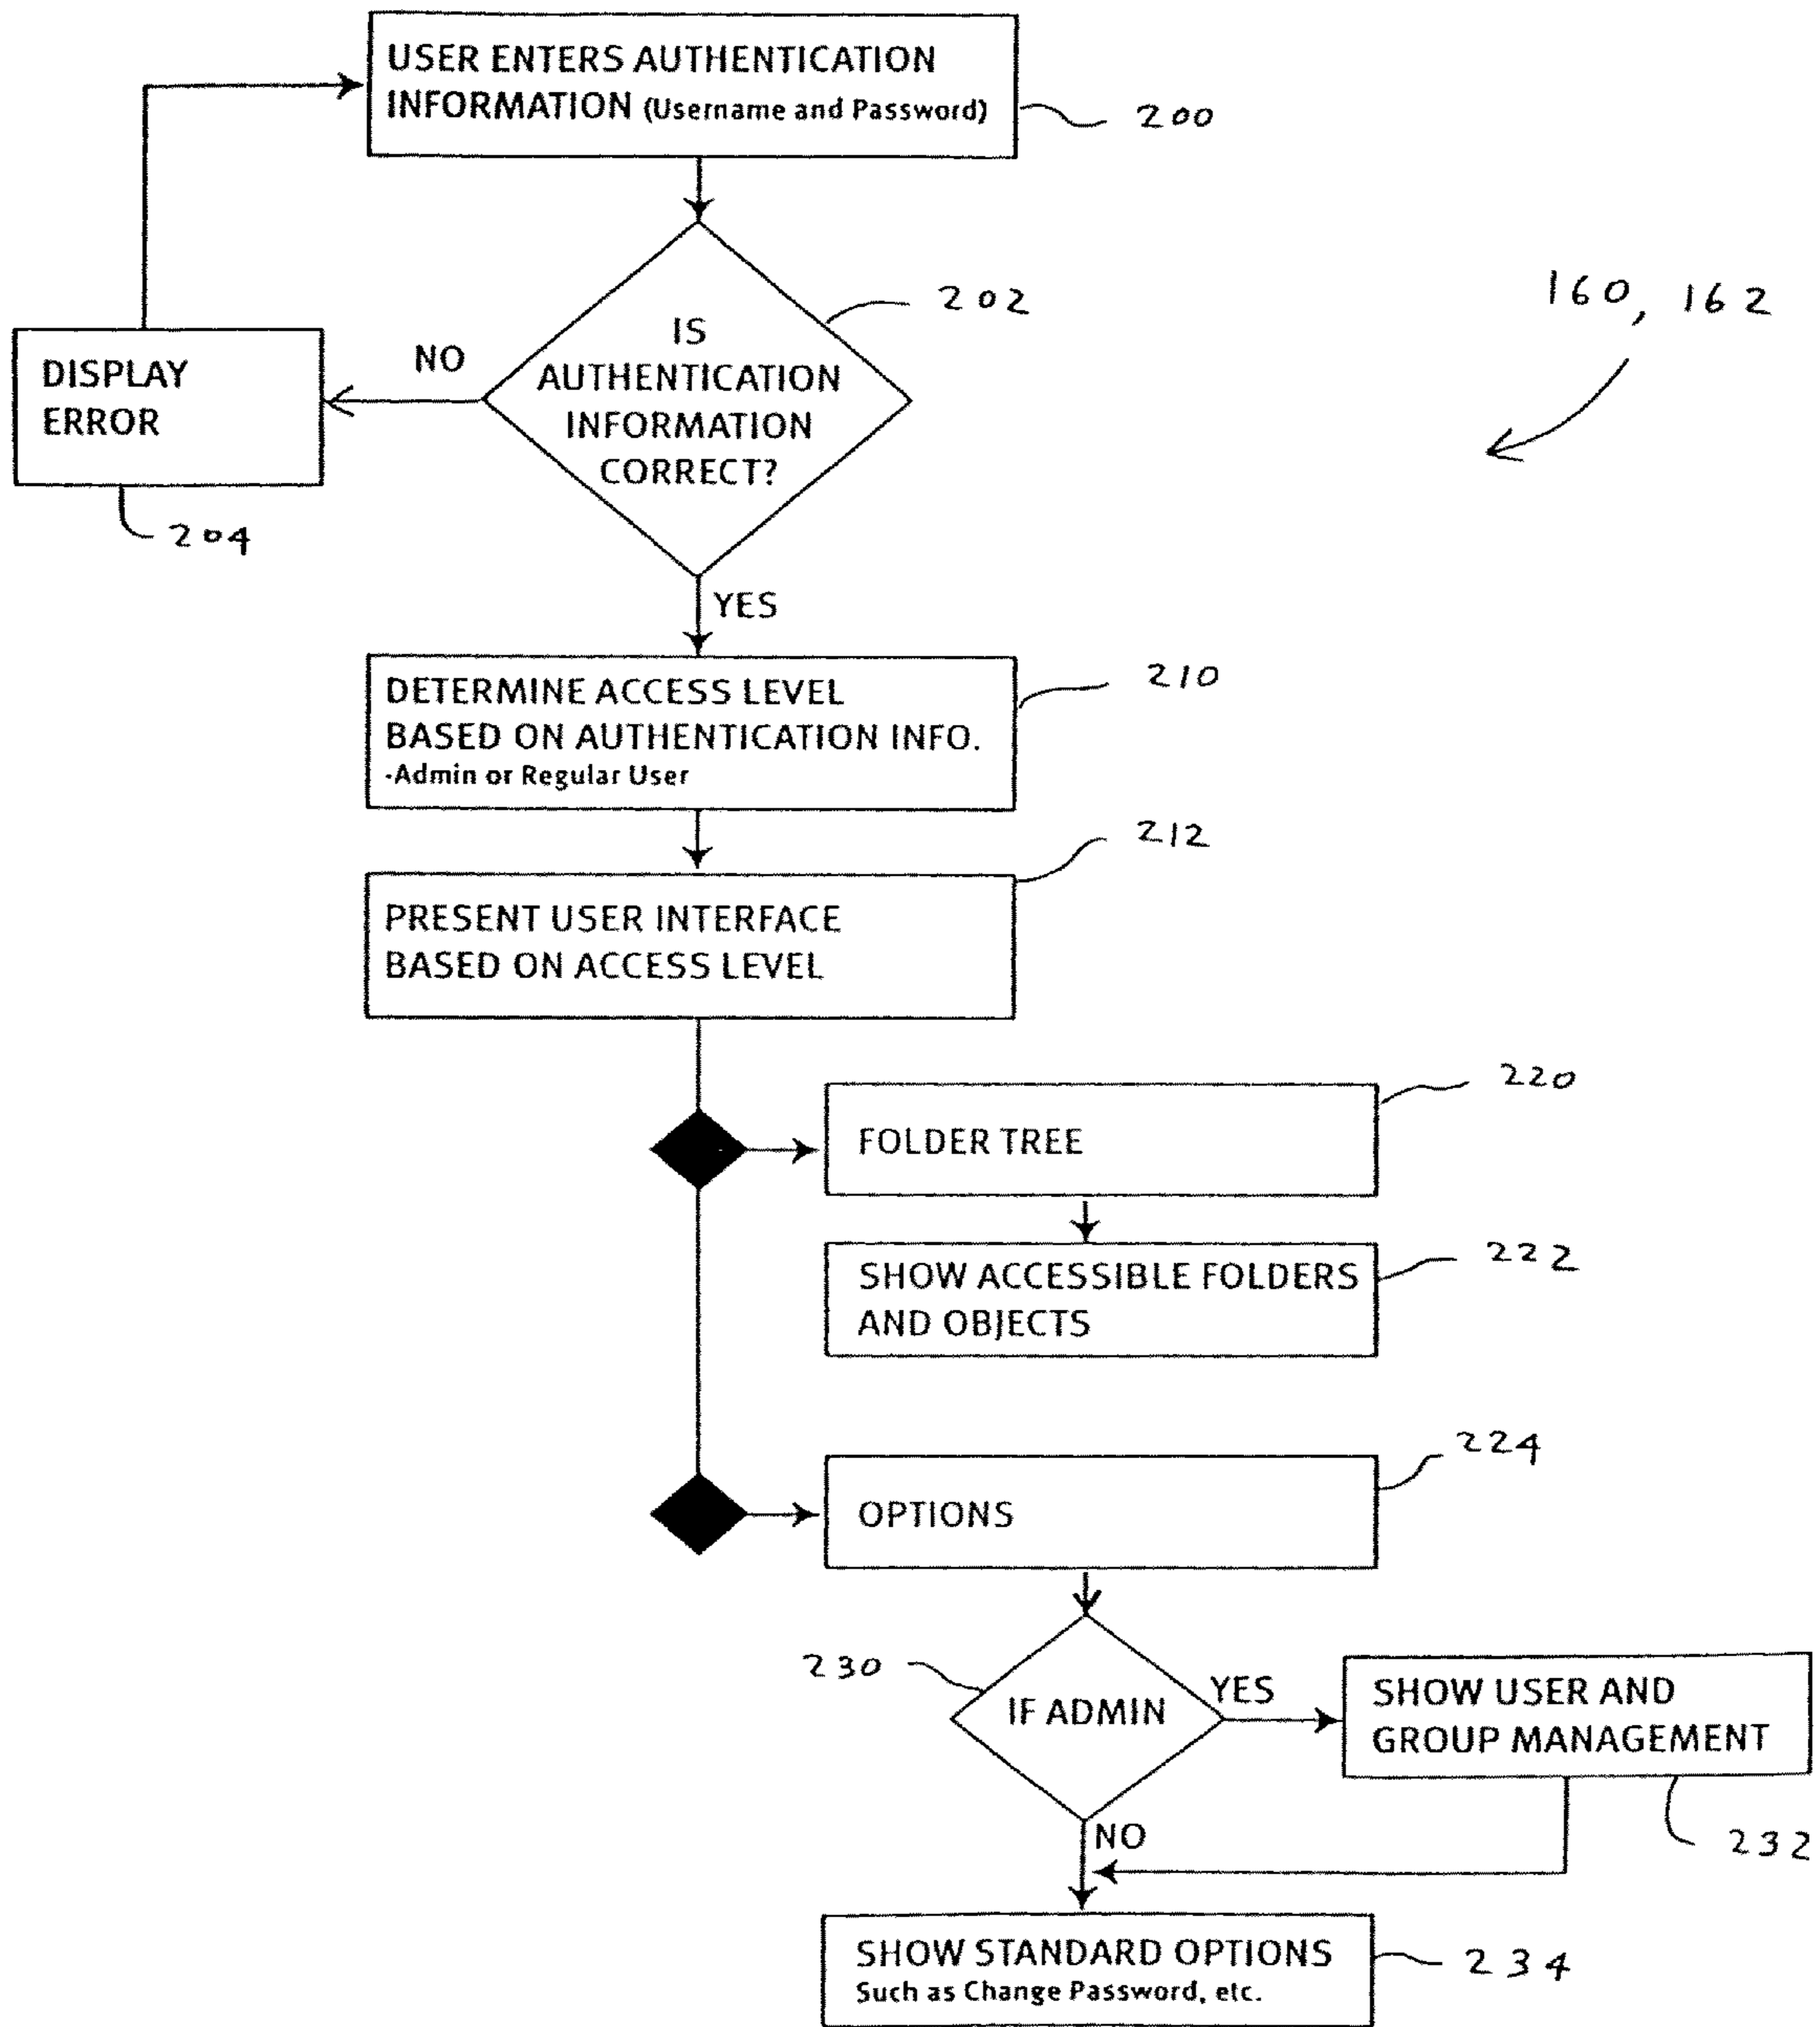 USER ENTERS AUTHENTICATION
INFORMATION (Username and Password)
200
202
160, 162
IS
AUTHENTICATION
INFORMATION
CORRECT?
NO
DISPLAY
ERROR
204
YES
210
DETERMINE ACCESS LEVEL
BASED ON AUTHENTICATION INFO.
-Admin or Regular User
212
PRESENT USER INTERFACE
BASED ON ACCESS LEVEL
220
FOLDER TREE
222
SHOW ACCESSIBLE FOLDERS
AND OBJECTS
224
OPTIONS
230
IF ADMIN
YES
SHOW USER AND
GROUP MANAGEMENT
232
NO
SHOW STANDARD OPTIONS
Such as Change Password, etc.
234